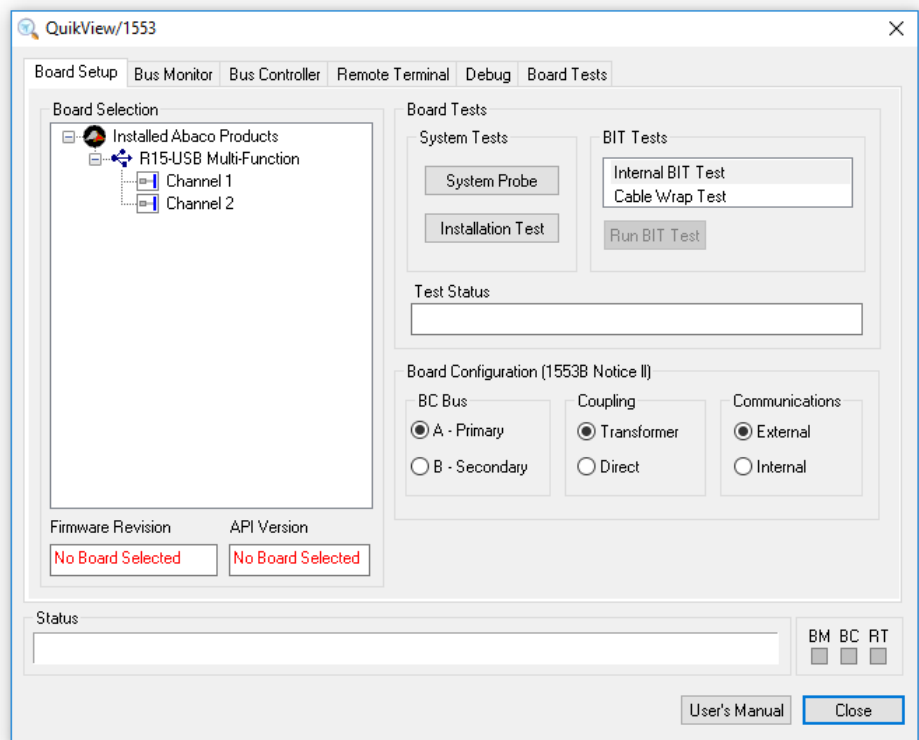 QuikView/1553
Board Setup Bus Monitor Bus Controller Remote Terminal Debug Board Tests
Board Selection
Installed Abaco Products
R15-USB Multi-Function
Channel 1
Channel 2
Firmware Revision API Version
No Board Selected No Board Selected
Board Tests
System Tests
System Probe
Installation Test
BIT Tests
Internal BIT Test
Cable Wrap Test
Run BIT Test
Test Status
Board Configuration (1553B Notice II)
BC Bus
A - Primary
B - Secondary
Coupling
Transformer
Direct
Communications
External
Internal
Status
BM BC RT
User's Manual Close